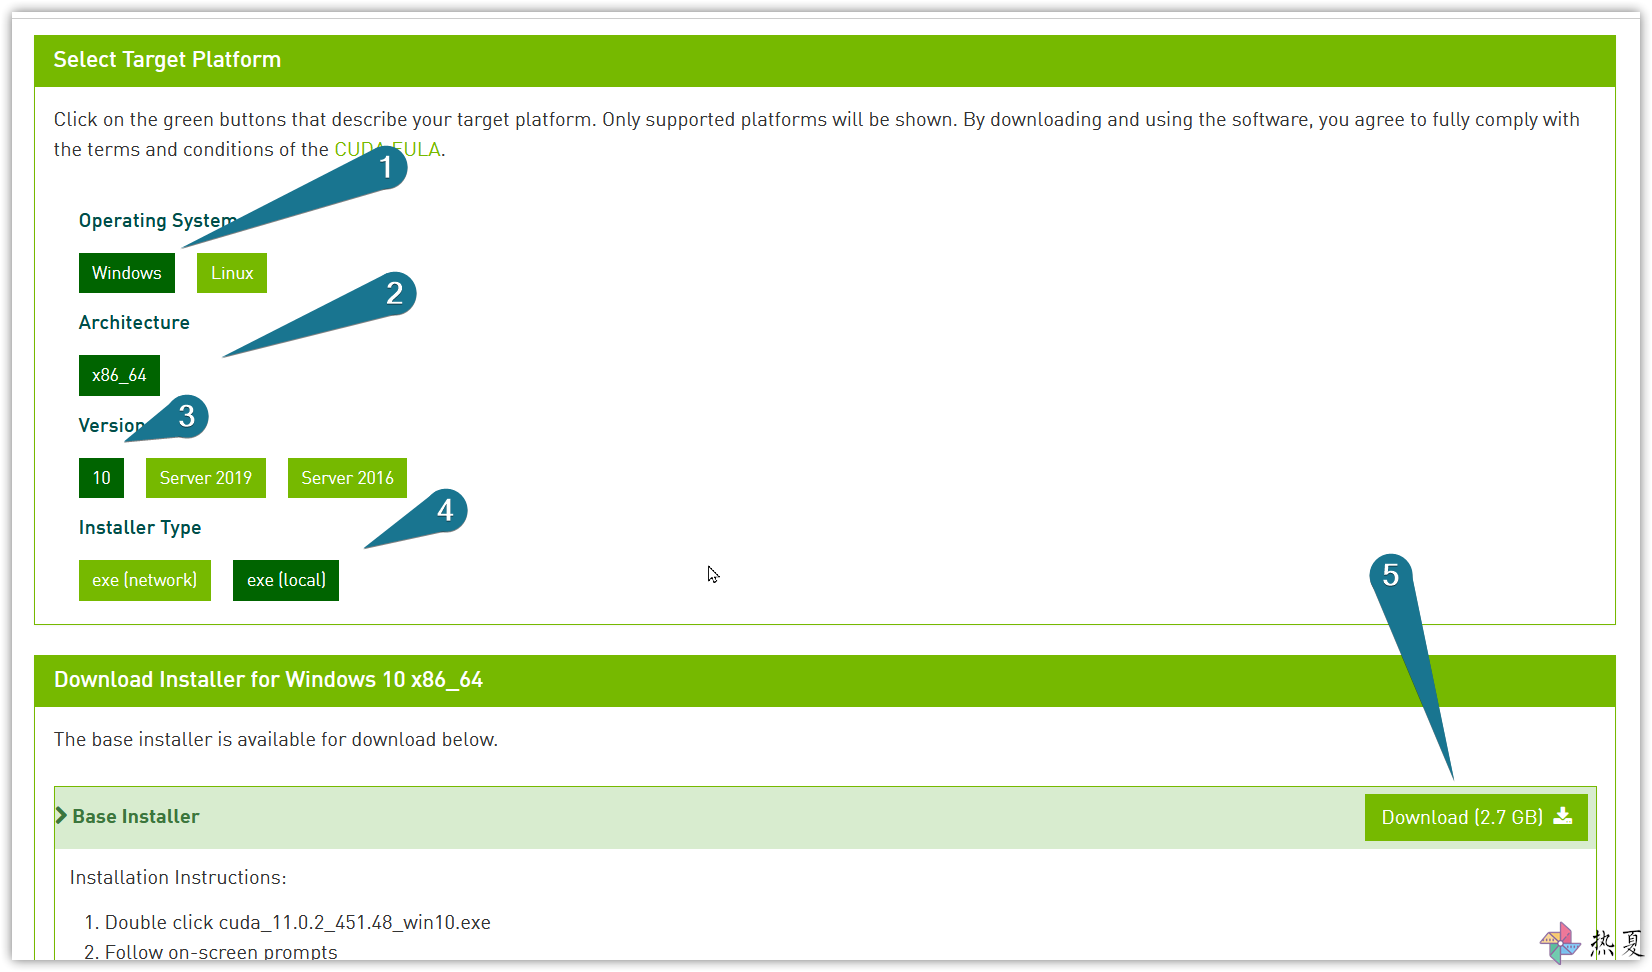 Select Target Platform
Click on the green buttons that describe your target platform. Only supported platforms will be shown. By downloading and using the software, you agree to fully comply with
the terms and conditions of the CUDA EULA.
1
Operating System
Windows Linux
2
Architecture
x86_64
3
Version
10 Server 2019 Server 2016
4
Installer Type
exe (network) exe (local)
5
Download Installer for Windows 10 x86_64
The base installer is available for download below.
Base Installer
Download (2.7 GB)
Installation Instructions:
1. Double click cuda_11.0.2_451.48_win10.exe
2. Follow on-screen prompts
热夏